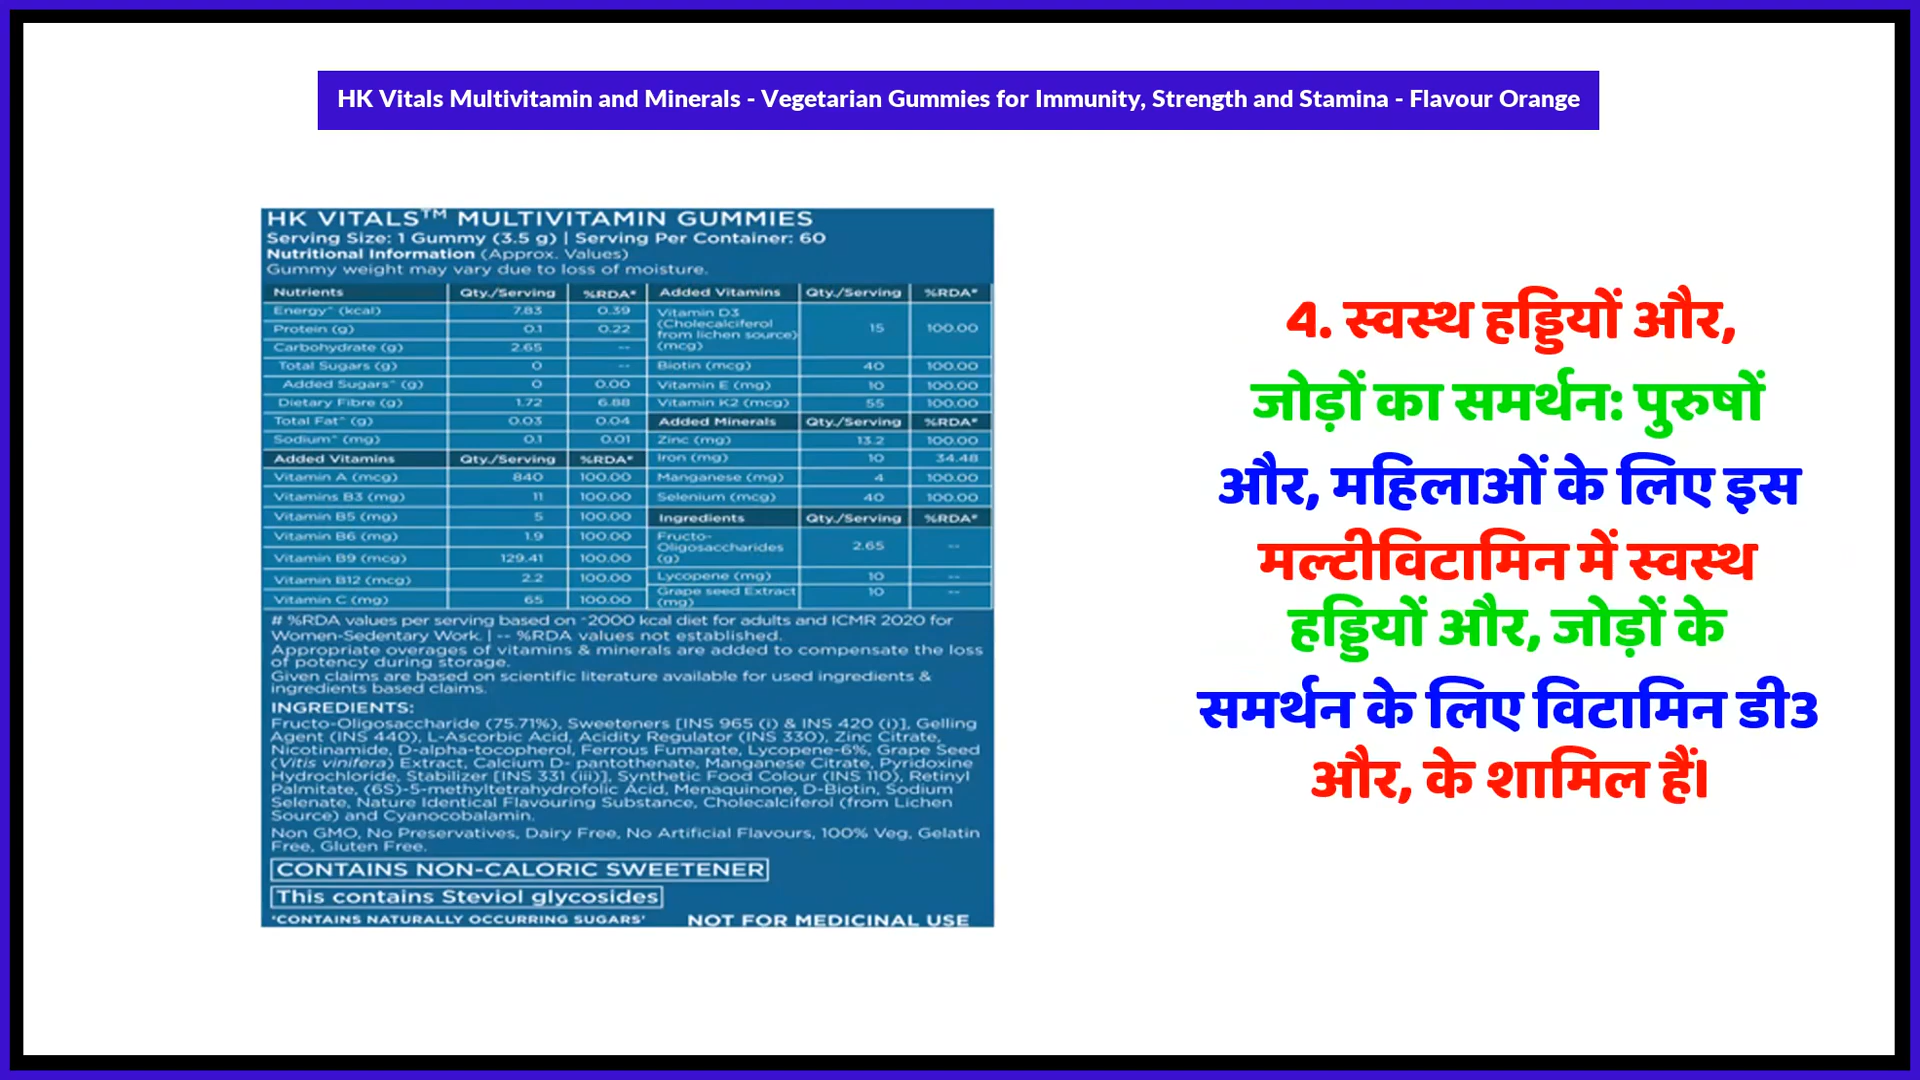 HK Vitals Multivitamin and Minerals - Vegetarian Gummies for Immunity, Strength and Stamina - Flavour Orange
HK VITALS™ MULTIVITAMIN GUMMIES
Serving Size: 1 Gummy (3.5 g) | Serving Per Container: 60
Nutritional Information (Approx. Values)
Gummy weight may vary due to loss of moisture.
Nutrients Qty./Serving %RDA#
Energy^ (kcal) 7.83 0.39
Protein (g) 0.1 0.22
Carbohydrate (g) 2.65 --
Total Sugars (g) 0 --
Added Sugars^ (g) 0 0.00
Dietary Fibre (g) 1.72 6.88
Total Fat^ (g) 0.03 0.04
Sodium^ (mg) 0.1 0.01
Added Vitamins Qty./Serving %RDA#
Vitamin A (mcg) 840 100.00
Vitamins B3 (mg) 11 100.00
Vitamin B5 (mg) 5 100.00
Vitamin B6 (mg) 1.9 100.00
Vitamin B9 (mcg) 129.41 100.00
Vitamin B12 (mcg) 2.2 100.00
Vitamin C (mg) 65 100.00
Added Vitamins Qty./Serving %RDA#
Vitamin D3
(Cholecalciferol
from lichen source)
(mcg) 15 100.00
Biotin (mcg) 40 100.00
Vitamin E (mg) 10 100.00
Vitamin K2 (mcg) 55 100.00
Added Minerals Qty./Serving %RDA#
Zinc (mg) 13.2 100.00
Iron (mg) 10 34.48
Manganese (mg) 4 100.00
Selenium (mcg) 40 100.00
Ingredients Qty./Serving %RDA#
Fructo-
Oligosaccharides
(g) 2.65 --
Lycopene (mg) 10 --
Grape seed Extract
(mg) 10 --
# %RDA values per serving based on ^2000 kcal diet for adults and ICMR 2020 for
Women-Sedentary Work. | -- %RDA values not established.
Appropriate overages of vitamins & minerals are added to compensate the loss
of potency during storage.
Given claims are based on scientific literature available for used ingredients &
ingredients based claims.
INGREDIENTS:
Fructo-Oligosaccharide (75.71%), Sweeteners [INS 965 (i) & INS 420 (i)], Gelling
Agent (INS 440), L-Ascorbic Acid, Acidity Regulator (INS 330), Zinc Citrate,
Nicotinamide, D-alpha-tocopherol, Ferrous Fumarate, Lycopene-6%, Grape Seed
(Vitis vinifera) Extract, Calcium D- pantothenate, Manganese Citrate, Pyridoxine
Hydrochloride, Stabilizer [INS 331 (iii)], Synthetic Food Colour (INS 110), Retinyl
Palmitate, (6S)-5-methyltetrahydrofolic Acid, Menaquinone, D-Biotin, Sodium
Selenate, Nature Identical Flavouring Substance, Cholecalciferol (from Lichen
Source) and Cyanocobalamin.
Non GMO, No Preservatives, Dairy Free, No Artificial Flavours, 100% Veg, Gelatin
Free, Gluten Free.
CONTAINS NON-CALORIC SWEETENER
This contains Steviol glycosides
'CONTAINS NATURALLY OCCURRING SUGARS' NOT FOR MEDICINAL USE
4. स्वस्थ हड्डियों और,
जोड़ों का समर्थन: पुरुषों
और, महिलाओं के लिए इस
मल्टीविटामिन में स्वस्थ
हड्डियों और, जोड़ों के
समर्थन के लिए विटामिन डी3
और, के शामिल हैं।